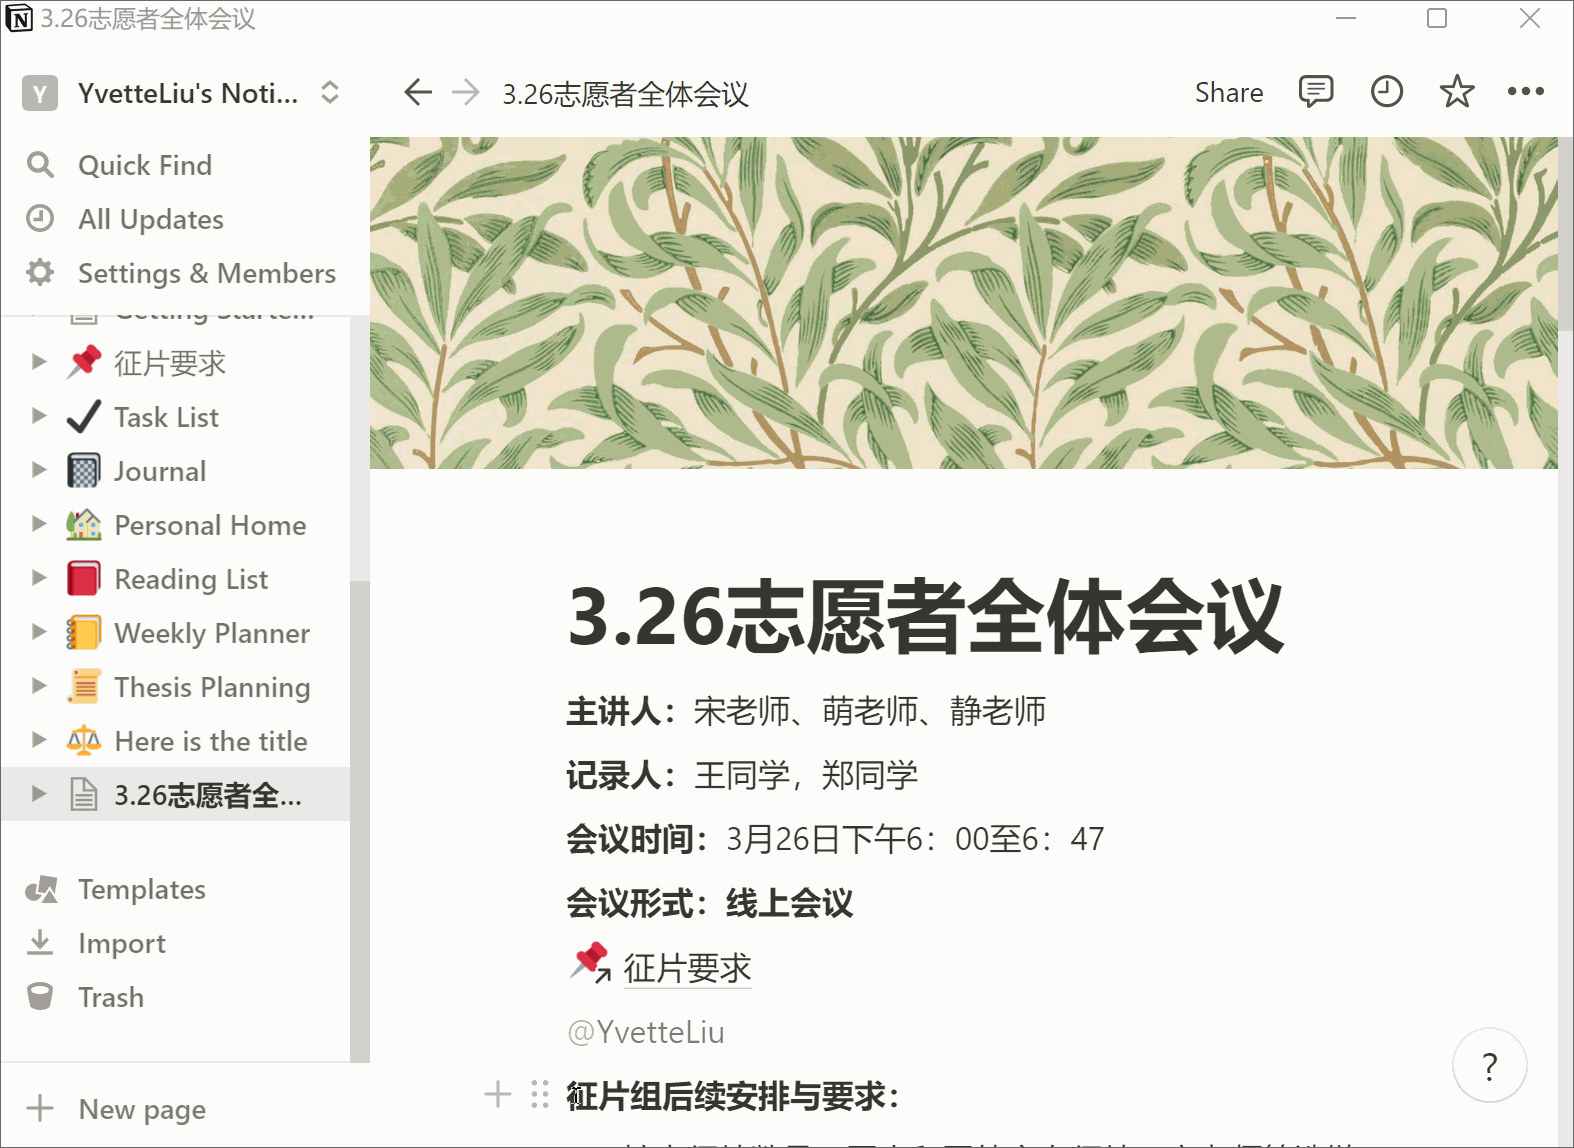 3.26志愿者全体会议
Y
YvetteLiu's Noti...
3.26志愿者全体会议
Share
Quick Find
All Updates
Settings & Members
Getting Starte...
征片要求
Task List
Journal
Personal Home
Reading List
Weekly Planner
Thesis Planning
Here is the title
3.26志愿者全...
Templates
Import
Trash
New page
3.26志愿者全体会议
主讲人：宋老师、萌老师、静老师
记录人：王同学，郑同学
会议时间：3月26日下午6：00至6：47
会议形式：线上会议
征片要求
@YvetteLiu
征片组后续安排与要求：
?